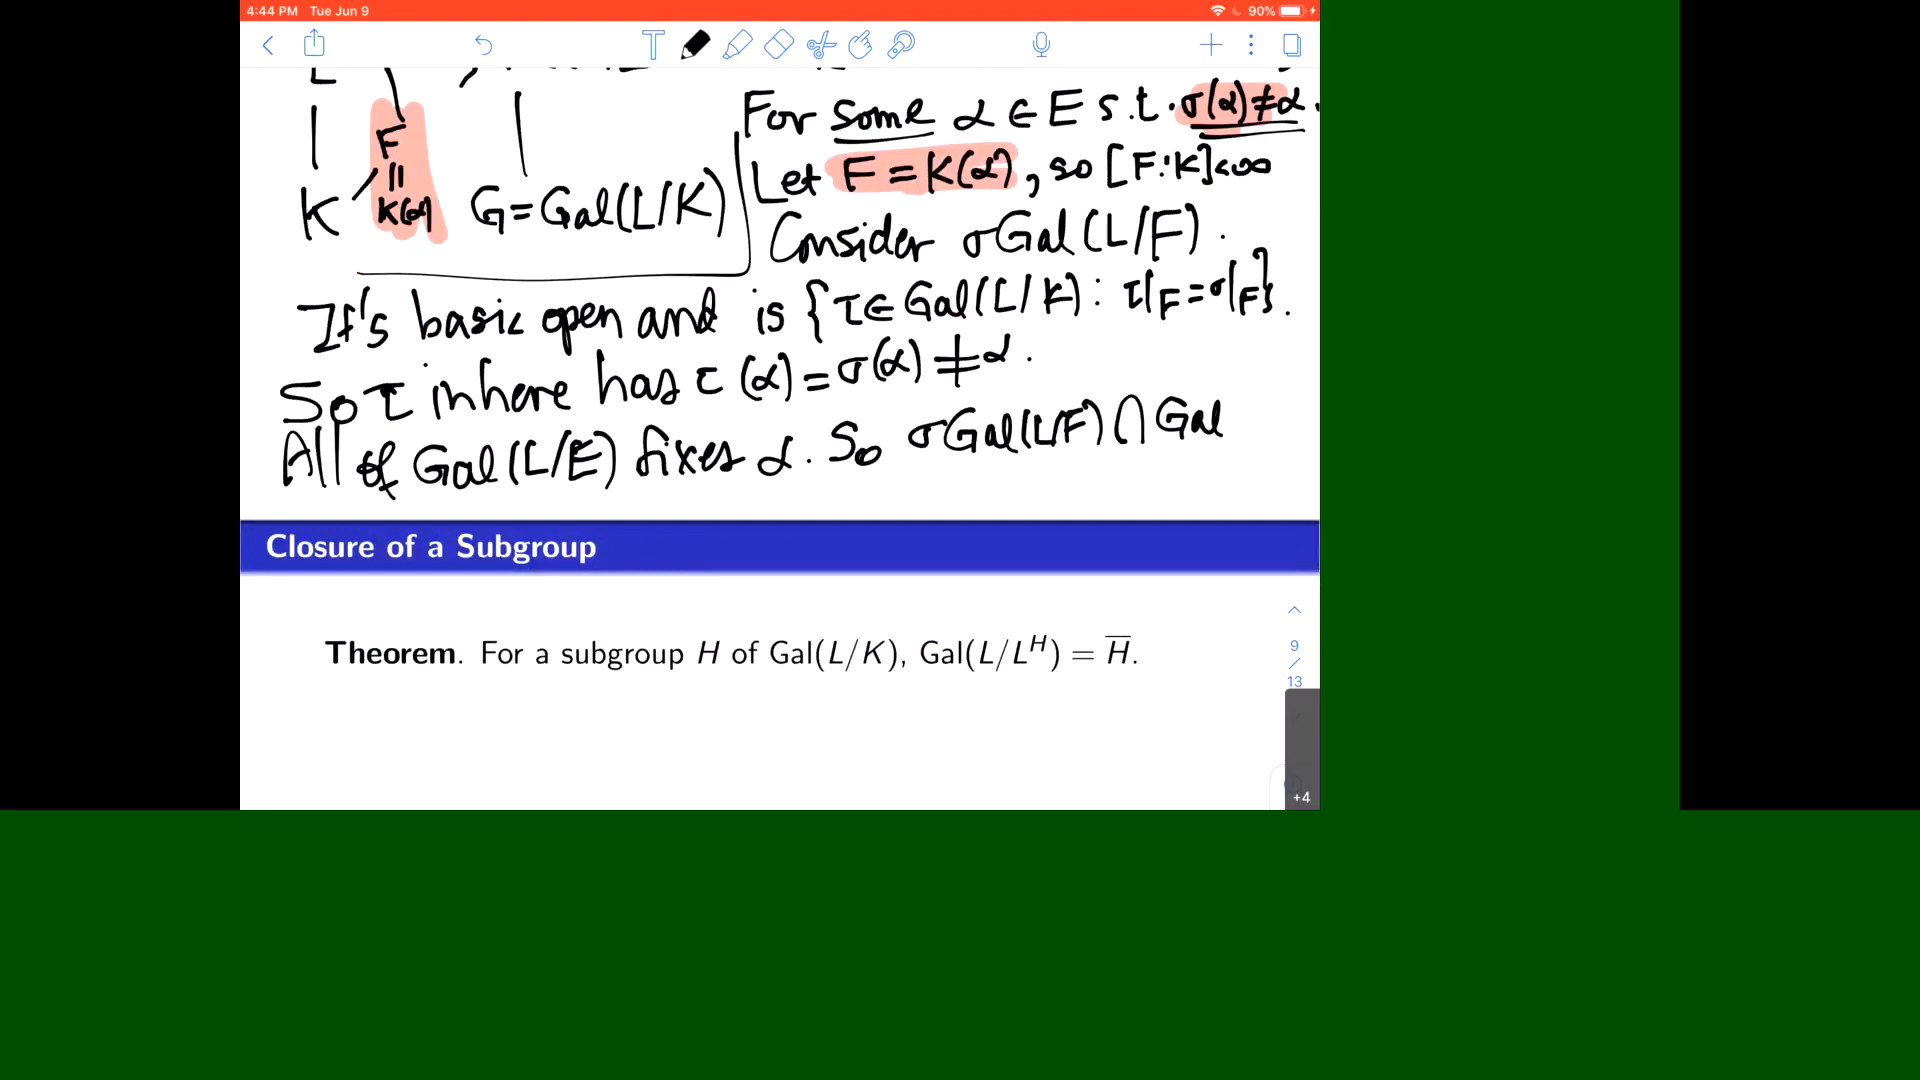 4:44 PM Tue Jun 9
90%
T
L
For some α ∈ E s.t. σ(α) ≠ α.
F
Let F = K(α), so [F:K]<∞
K
K(α)
G = Gal(L/K)
Consider σGal(L/F).
It's basic open and is {τ∈Gal(L/K): τ|F = σ|F}.
So τ in here has τ(α) = σ(α) ≠ α.
All of Gal(L/E) fixes α. So σGal(L/F) ∩ Gal
Closure of a Subgroup
Theorem. For a subgroup H of Gal(L/K), Gal(L/L^H) = H̅.
9
/
13
+4